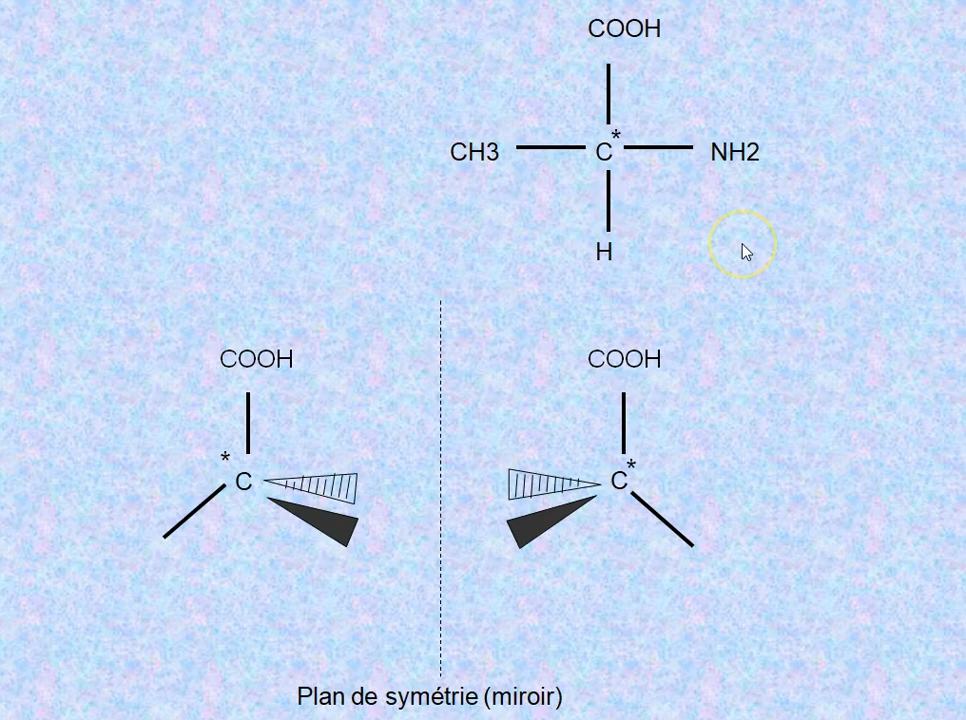 COOH
CH3 C* NH2
H
COOH COOH
*C C*
Plan de symétrie (miroir)